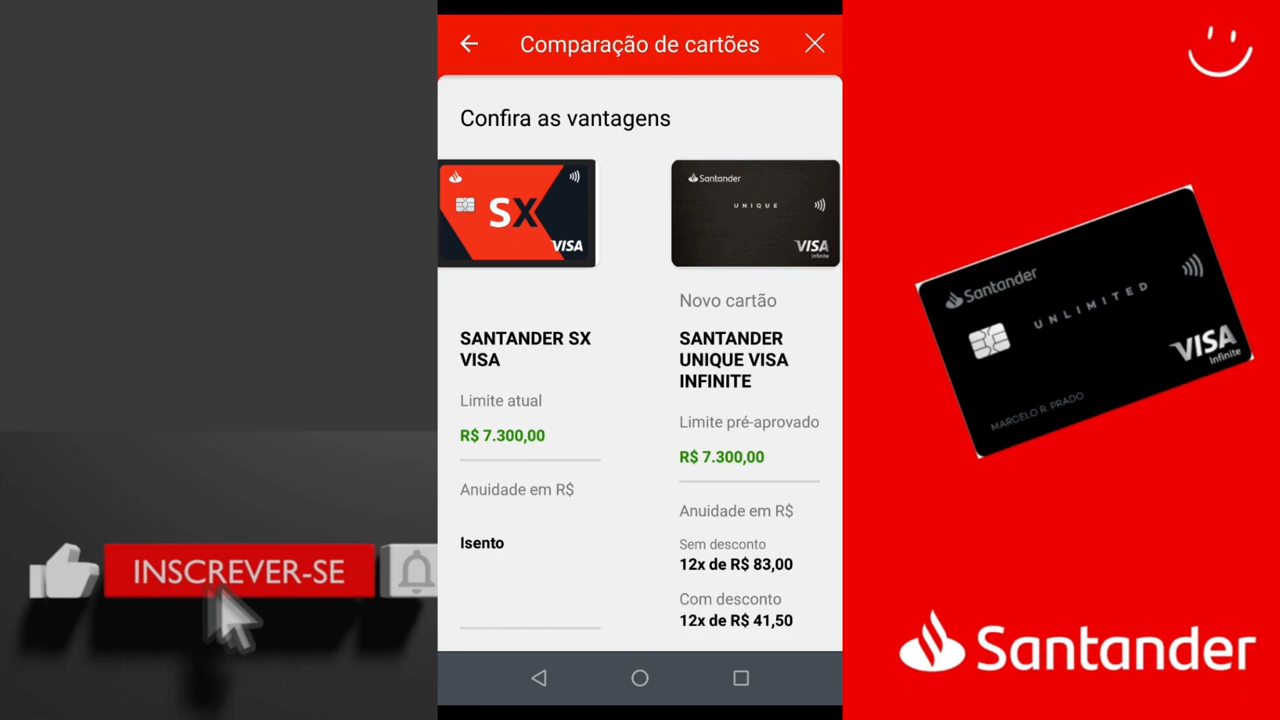 Comparação de cartões
Confira as vantagens
SX
VISA
Santander
UNIQUE
VISA
Infinite
Novo cartão
SANTANDER SX
VISA
SANTANDER
UNIQUE VISA
INFINITE
Limite atual
R$ 7.300,00
Limite pré-aprovado
R$ 7.300,00
Anuidade em R$
Isento
Anuidade em R$
Sem desconto
12x de R$ 83,00
Com desconto
12x de R$ 41,50
INSCREVER-SE
Santander
UNLIMITED
VISA
Infinite
MARCELO R. PRADO
Santander